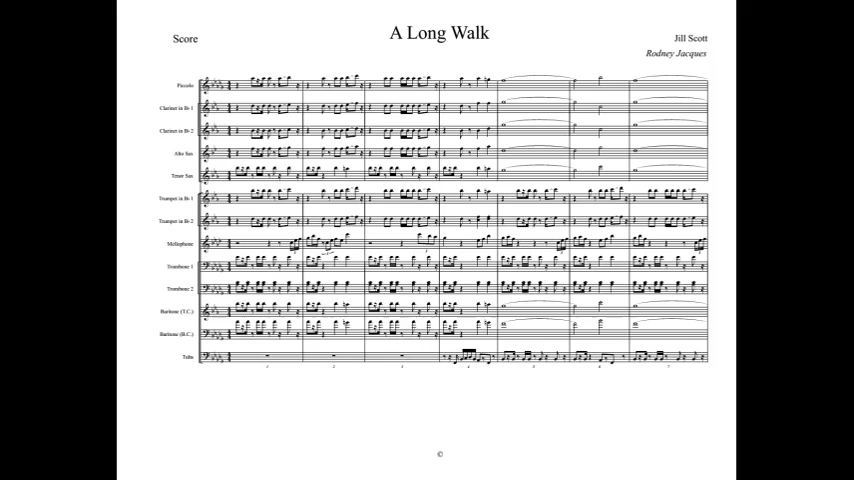 A Long Walk
Score
Jill Scott
Rodney Jacques
Piccolo
Clarinet in B♭ 1
Clarinet in B♭ 2
Alto Sax
Tenor Sax
Trumpet in B♭ 1
Trumpet in B♭ 2
Mellophone
Trombone 1
Trombone 2
Baritone (T.C.)
Baritone (B.C.)
Tuba
1 2 3 4 5 6 7
©